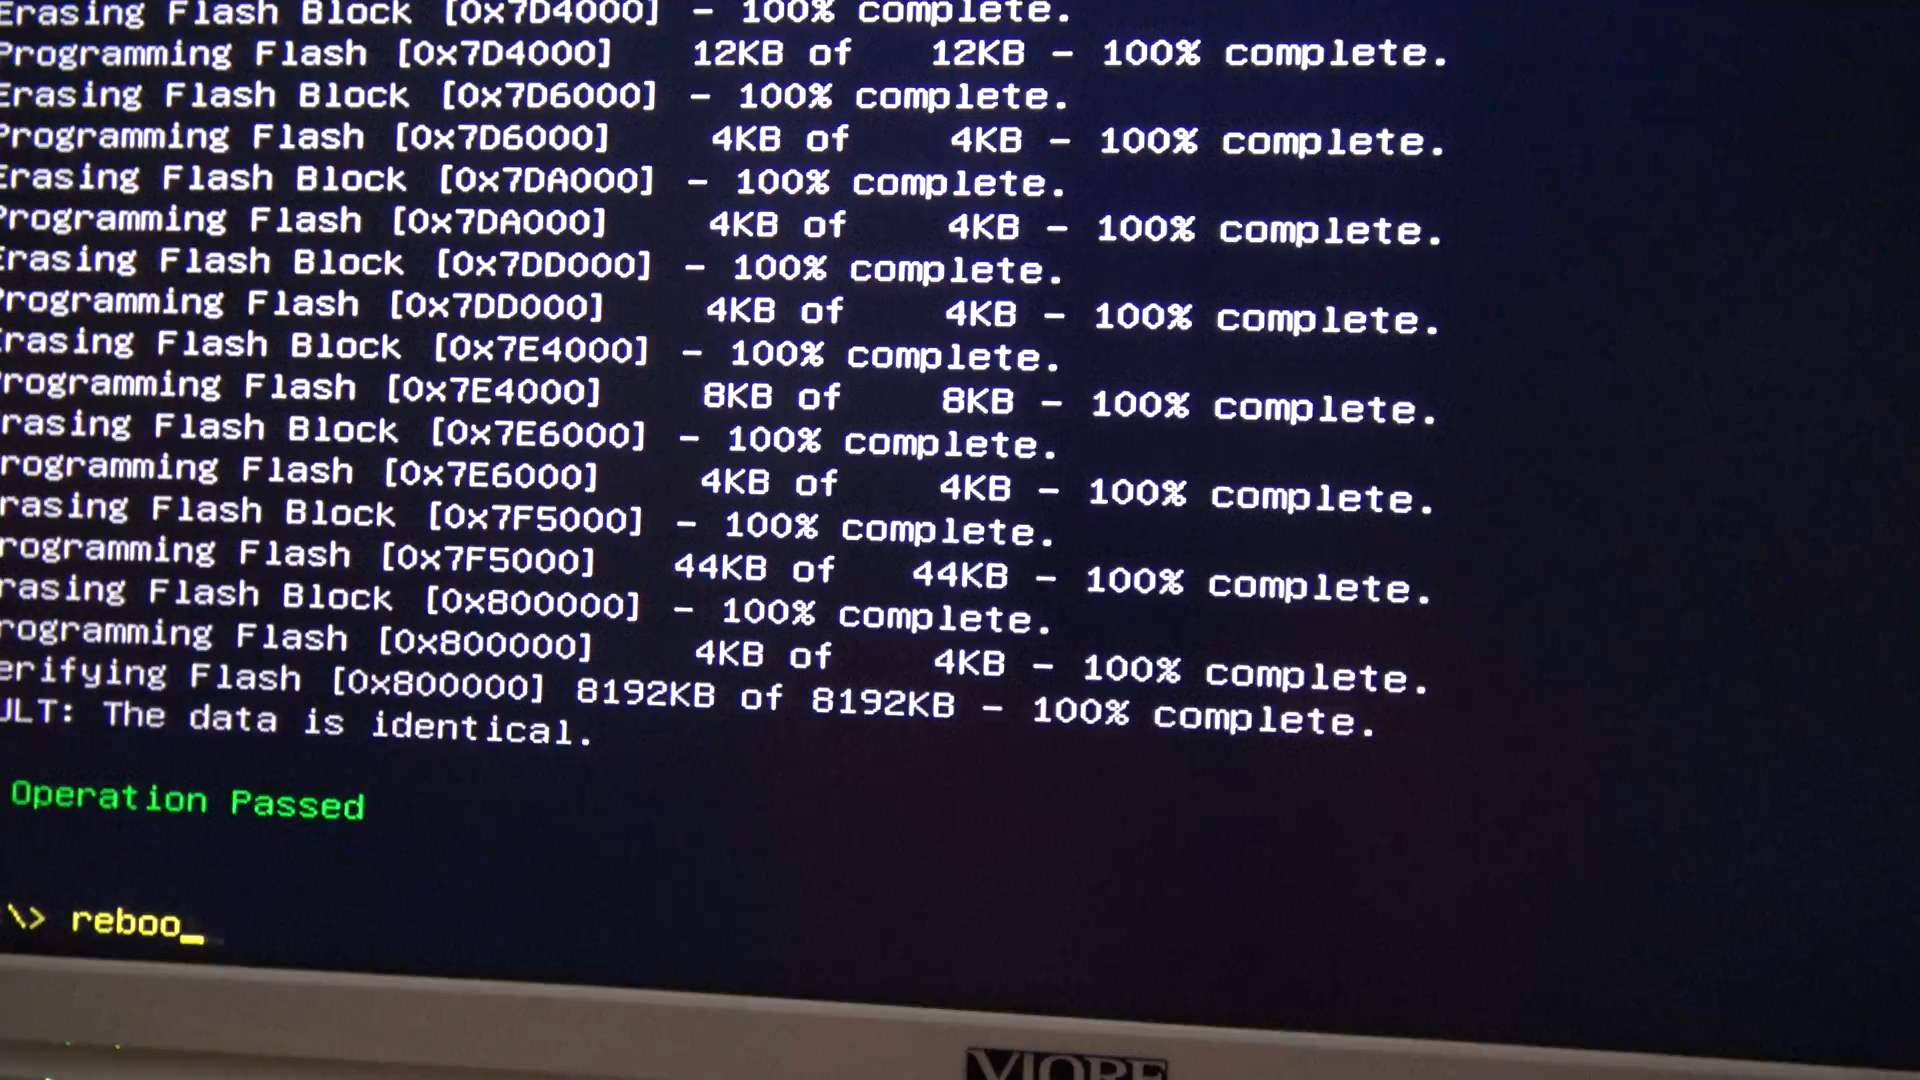 Erasing Flash Block [0x7D4000] - 100% complete.
Programming Flash [0x7D4000] 12KB of 12KB - 100% complete.
Erasing Flash Block [0x7D6000] - 100% complete.
Programming Flash [0x7D6000] 4KB of 4KB - 100% complete.
Erasing Flash Block [0x7DA000] - 100% complete.
Programming Flash [0x7DA000] 4KB of 4KB - 100% complete.
Erasing Flash Block [0x7DD000] - 100% complete.
Programming Flash [0x7DD000] 4KB of 4KB - 100% complete.
Erasing Flash Block [0x7E4000] - 100% complete.
rogramming Flash [0x7E4000] 8KB of 8KB - 100% complete.
rasing Flash Block [0x7E6000] - 100% complete.
rogramming Flash [0x7E6000] 4KB of 4KB - 100% complete.
rasing Flash Block [0x7F5000] - 100% complete.
rogramming Flash [0x7F5000] 44KB of 44KB - 100% complete.
rasing Flash Block [0x800000] - 100% complete.
rogramming Flash [0x800000] 4KB of 4KB - 100% complete.
erifying Flash [0x800000] 8192KB of 8192KB - 100% complete.
ULT: The data is identical.
Operation Passed
\> reboo_
VIORE